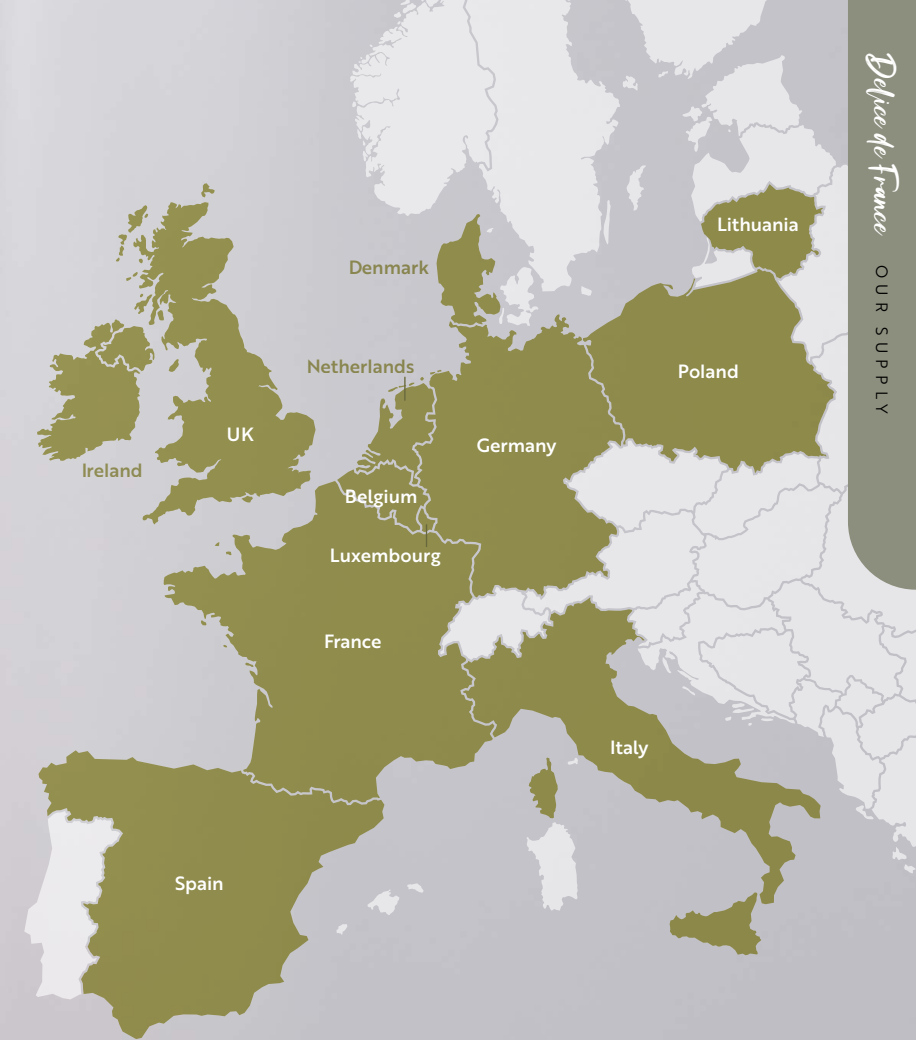 Delice de France OUR SUPPLY
Lithuania
Denmark
Netherlands
Poland
UK
Germany
Ireland
Belgium
Luxembourg
France
Italy
Spain